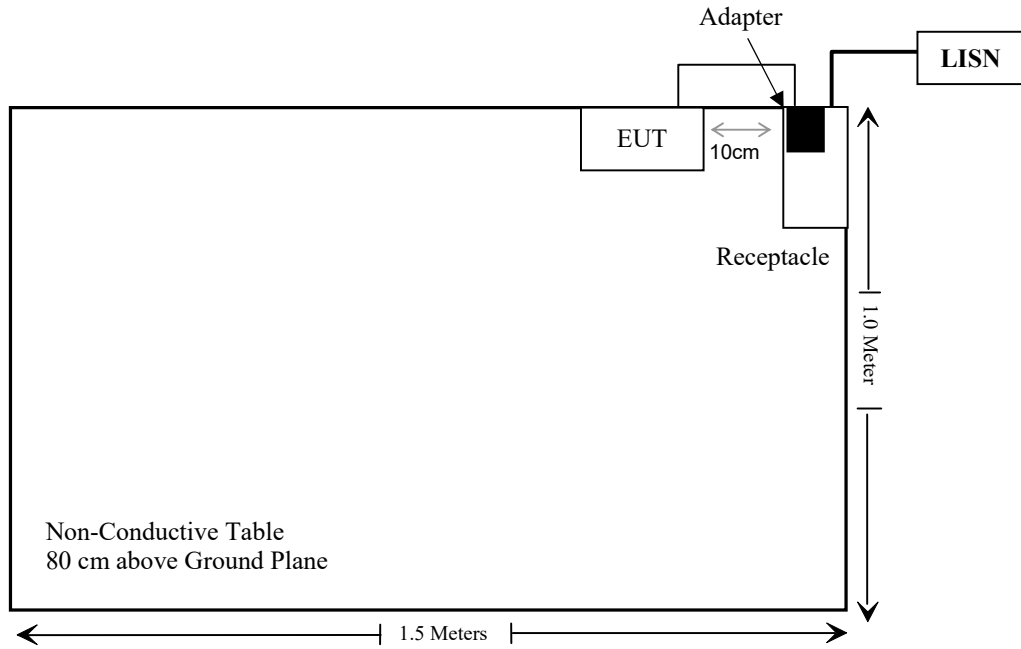 Adapter
LISN
EUT
10cm
Receptacle
1.0 Meter
Non-Conductive Table
80 cm above Ground Plane
1.5 Meters